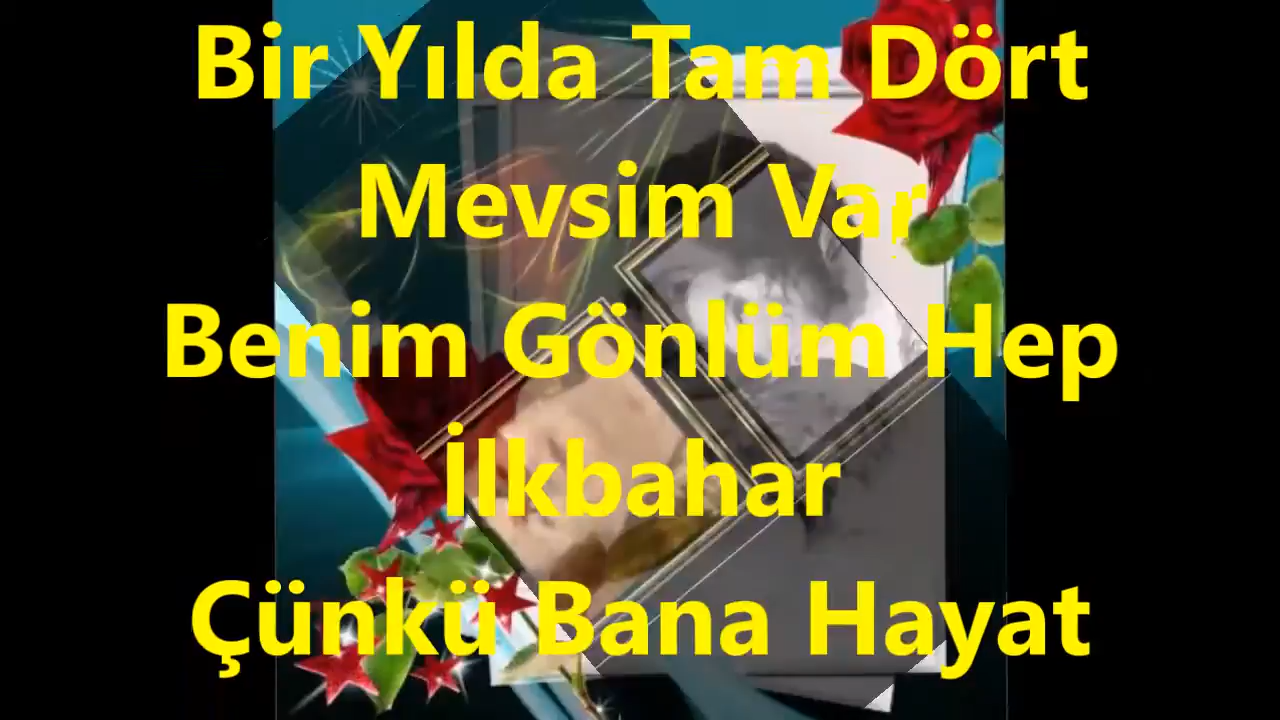 Bir Yılda Tam Dört
Mevsim Var
Benim Gönlüm Hep
İlkbahar
Çünkü Bana Hayat